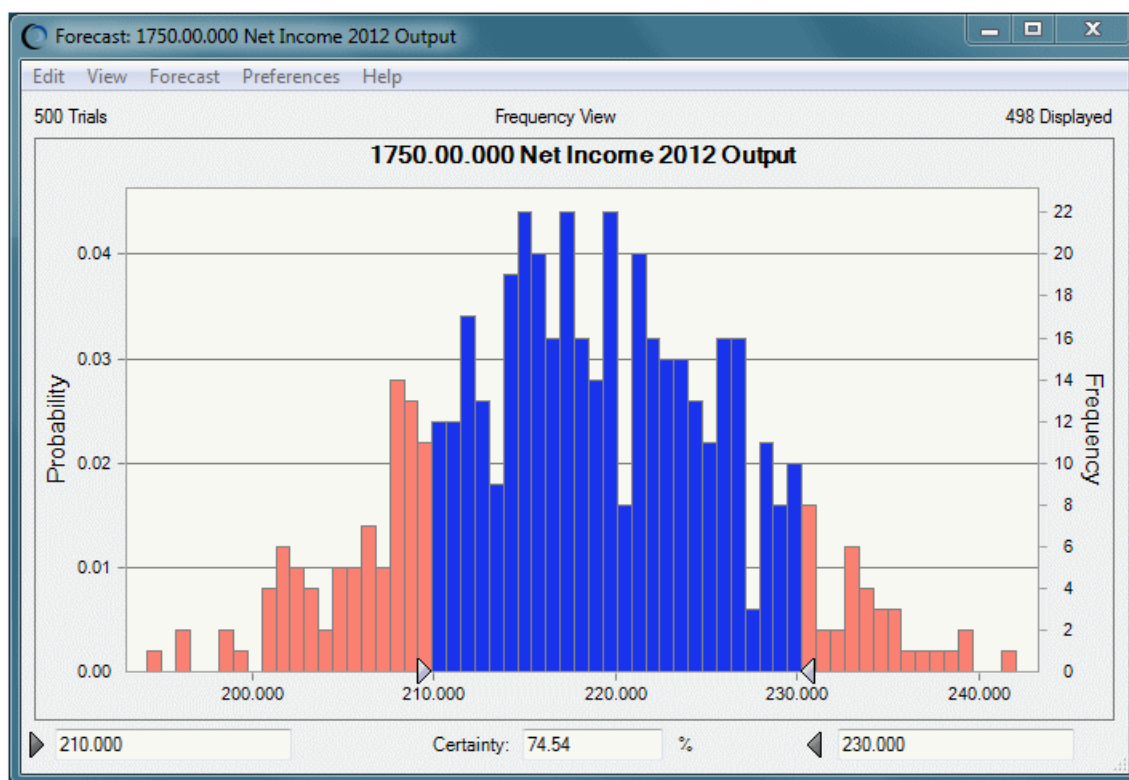 Forecast: 1750.00.000 Net Income 2012 Output
Edit View Forecast Preferences Help
500 Trials Frequency View 498 Displayed
1750.00.000 Net Income 2012 Output
Probability
0.04
0.03
0.02
0.01
0.00
22
20
18
16
14
12
10
8
6
4
2
0
Frequency
200.000 210.000 220.000 230.000 240.000
210.000 Certainty: 74.54 % 230.000